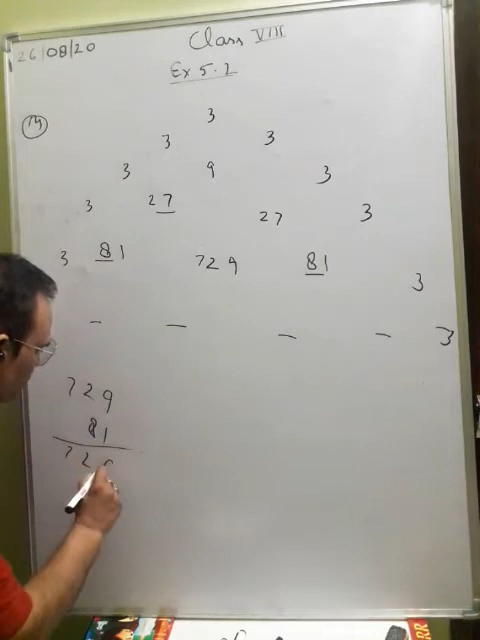 26/08/20
Class VIII
Ex 5.2
3
3 3
3 9 3
3 27 27 3
3 81 729 81 3
– – – – 3
729
81
72